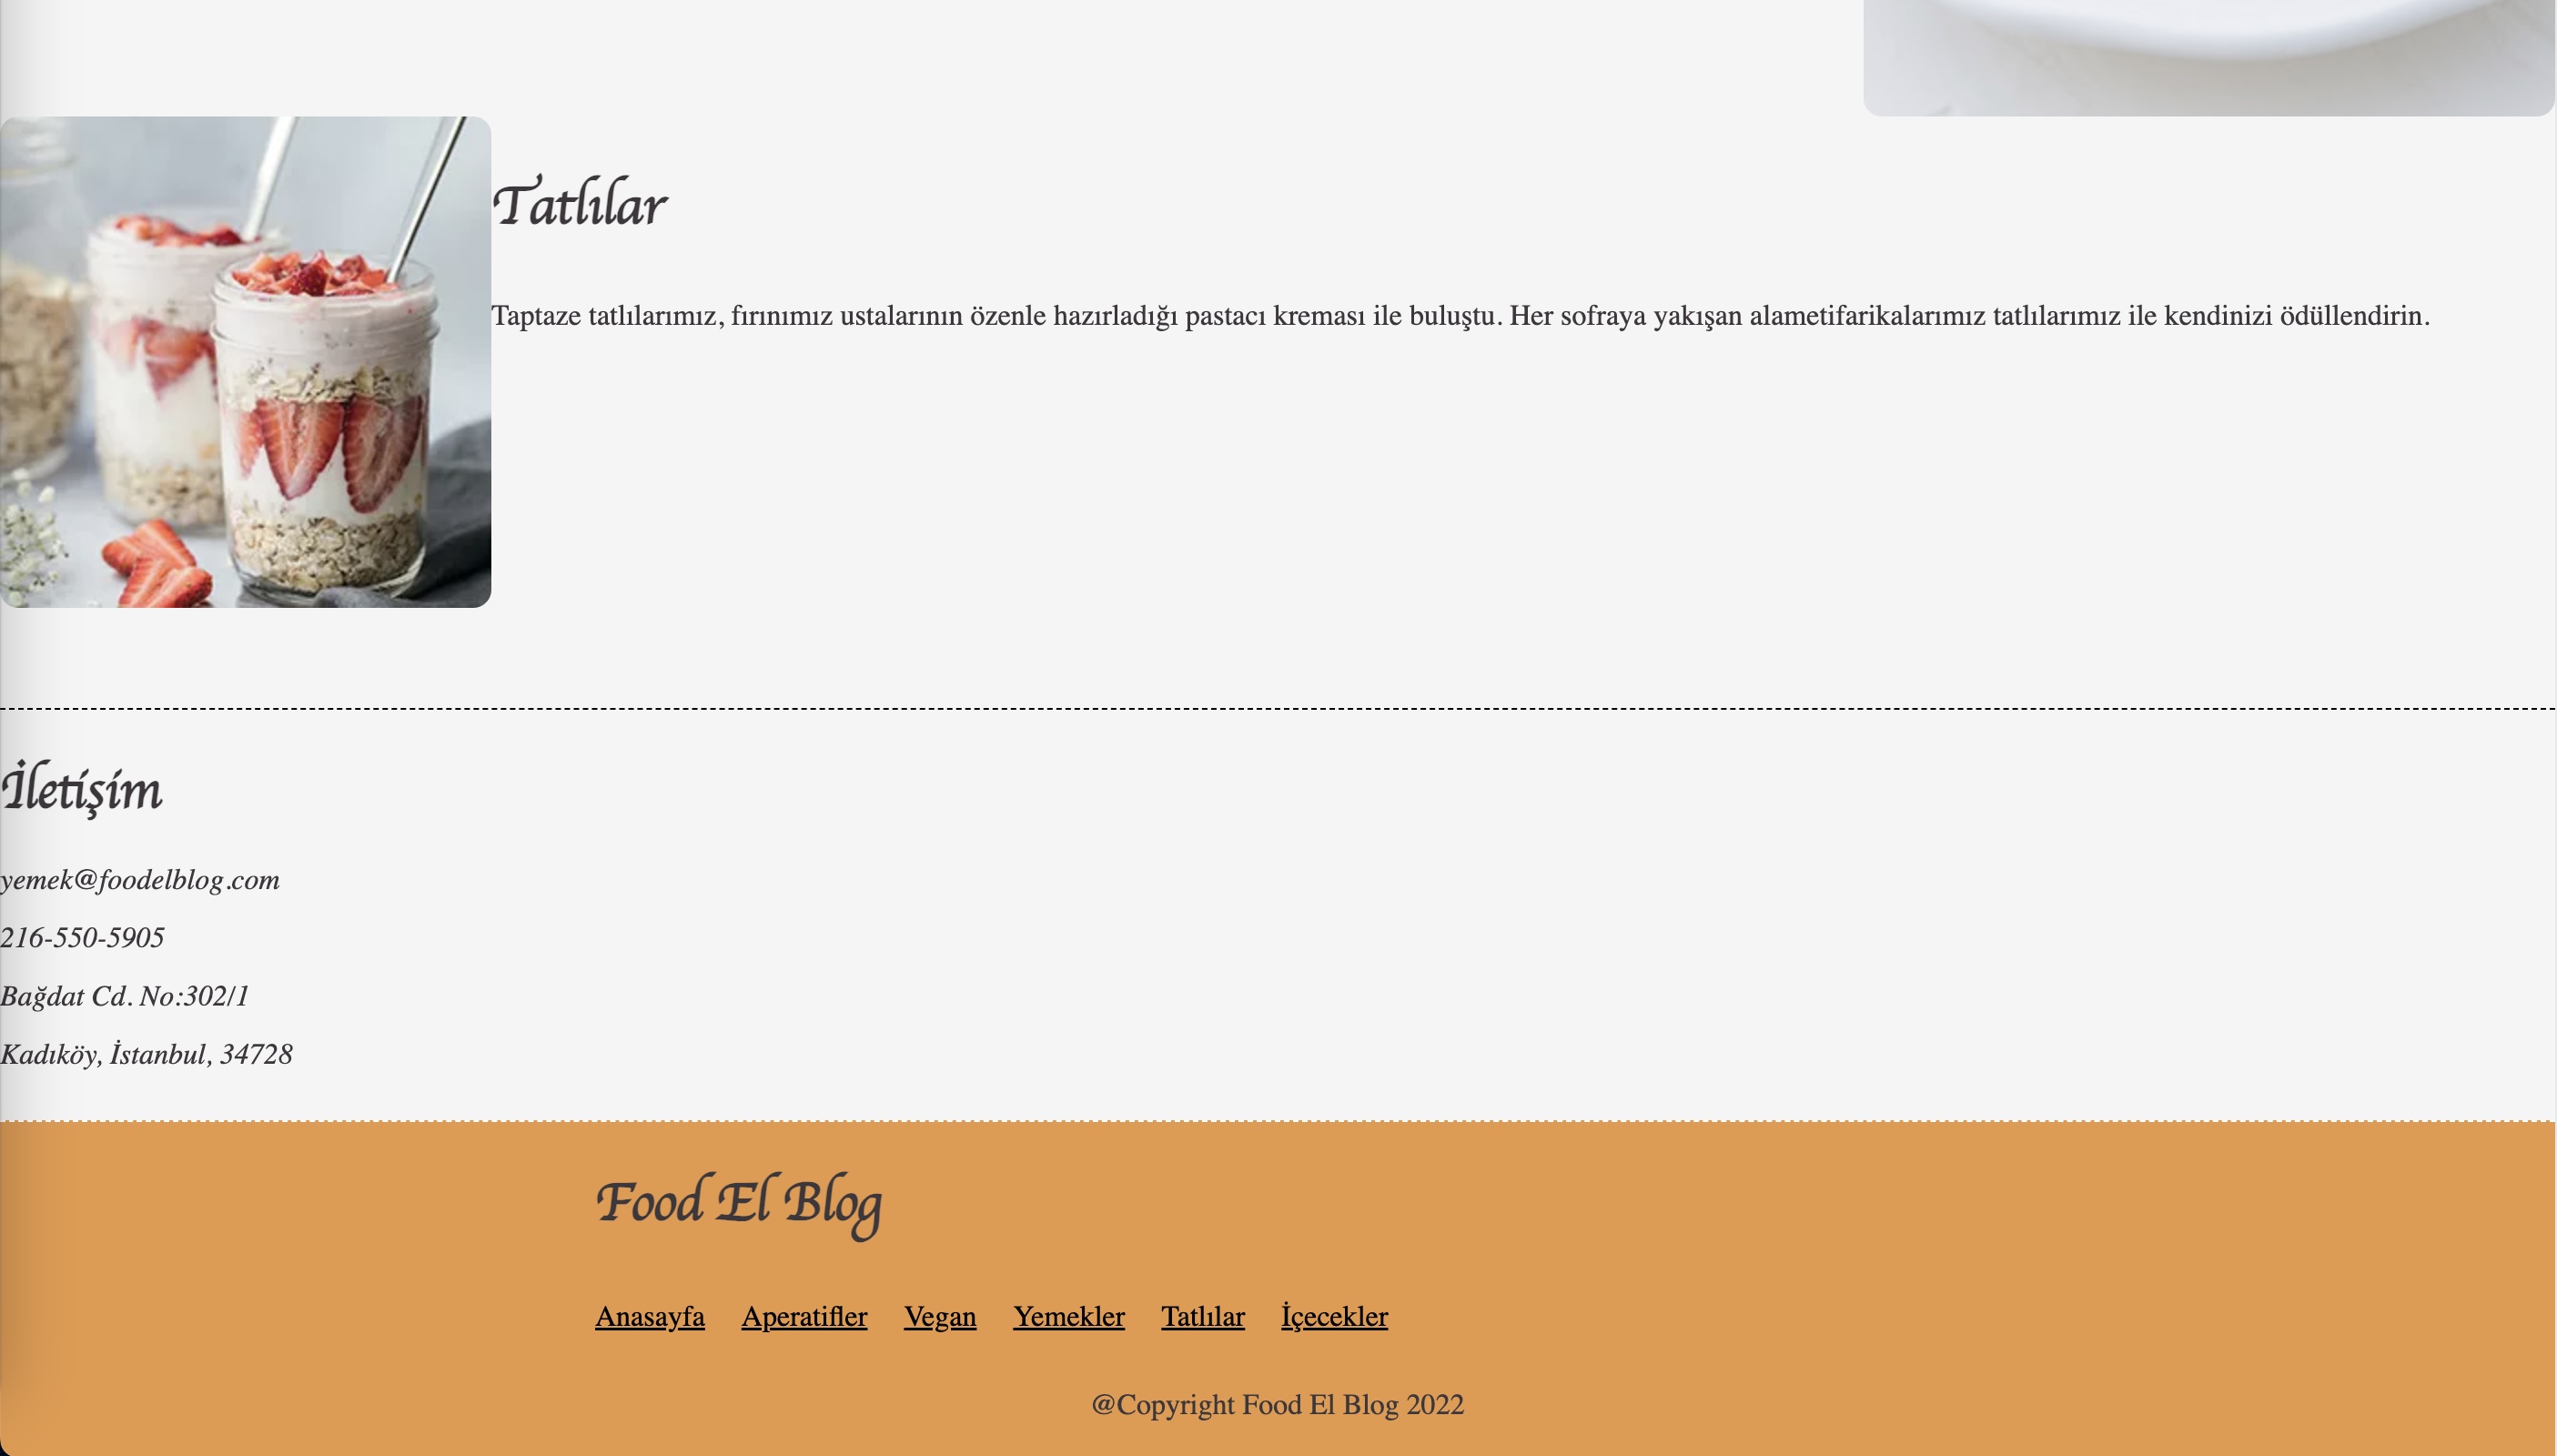 Tatlılar
Taptaze tatlılarımız, fırınımız ustalarının özenle hazırladığı pastacı kreması ile buluştu. Her sofraya yakışan alametifarikalarımız tatlılarımız ile kendinizi ödüllendirin.
İletişim
yemek@foodelblog.com
216-550-5905
Bağdat Cd. No:302/1
Kadıköy, İstanbul, 34728
Food El Blog
Anasayfa Aperatifler Vegan Yemekler Tatlılar İçecekler
@Copyright Food El Blog 2022